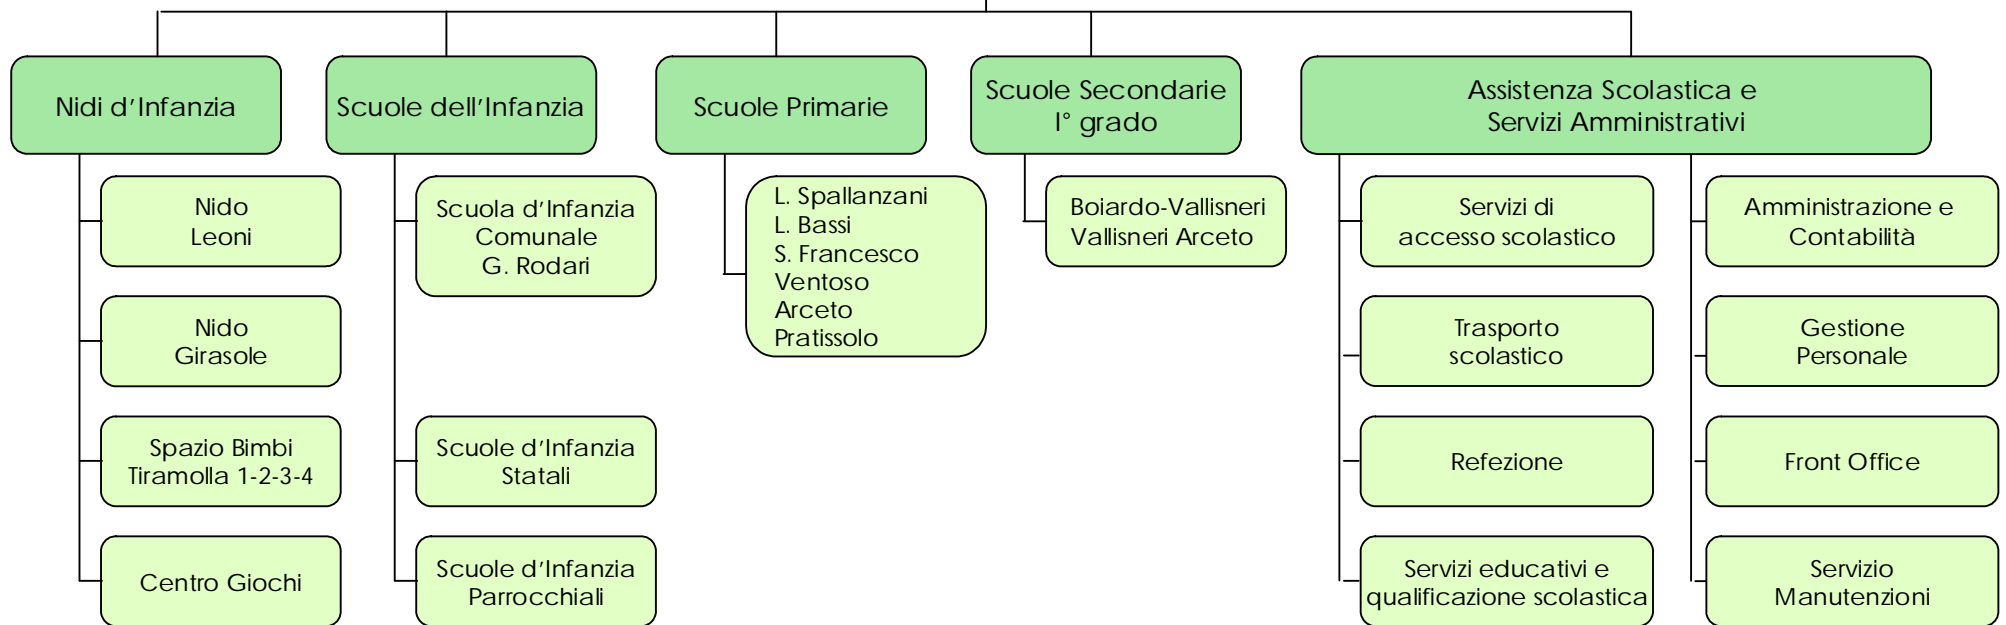 Nidi d'Infanzia
Scuole dell'Infanzia
Scuole Primarie
Scuole Secondarie
I° grado
Assistenza Scolastica e
Servizi Amministrativi
Nido
Leoni
Nido
Girasole
Spazio Bimbi
Tiramolla 1-2-3-4
Centro Giochi
Scuola d'Infanzia
Comunale
G. Rodari
Scuole d'Infanzia
Statali
Scuole d'Infanzia
Parrocchiali
L. Spallanzani
L. Bassi
S. Francesco
Ventoso
Arceto
Pratissolo
Boiardo-Vallisneri
Vallisneri Arceto
Servizi di
accesso scolastico
Trasporto
scolastico
Refezione
Servizi educativi e
qualificazione scolastica
Amministrazione e
Contabilità
Gestione
Personale
Front Office
Servizio
Manutenzioni